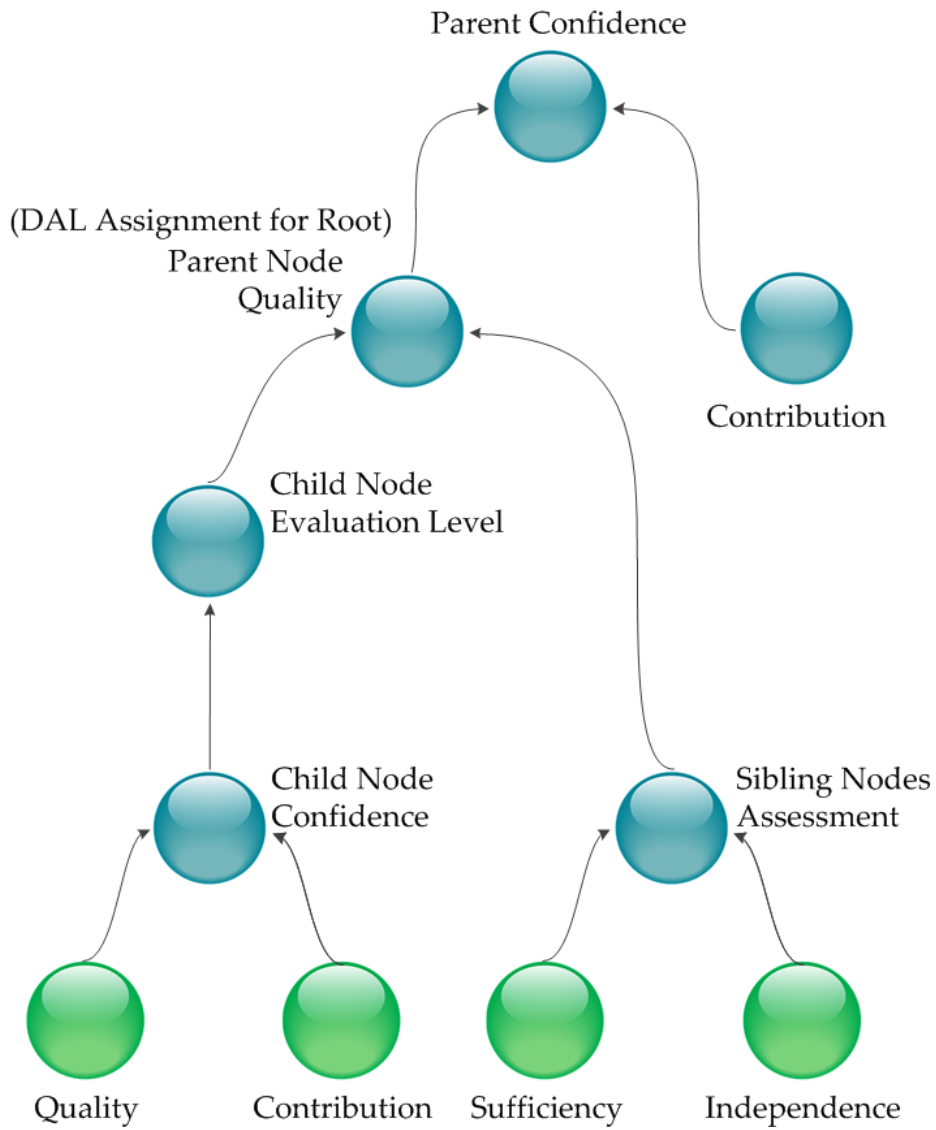 Parent Confidence
(DAL Assignment for Root)
Parent Node
Quality
Contribution
Child Node
Evaluation Level
Child Node
Confidence
Sibling Nodes
Assessment
Quality
Contribution
Sufficiency
Independence